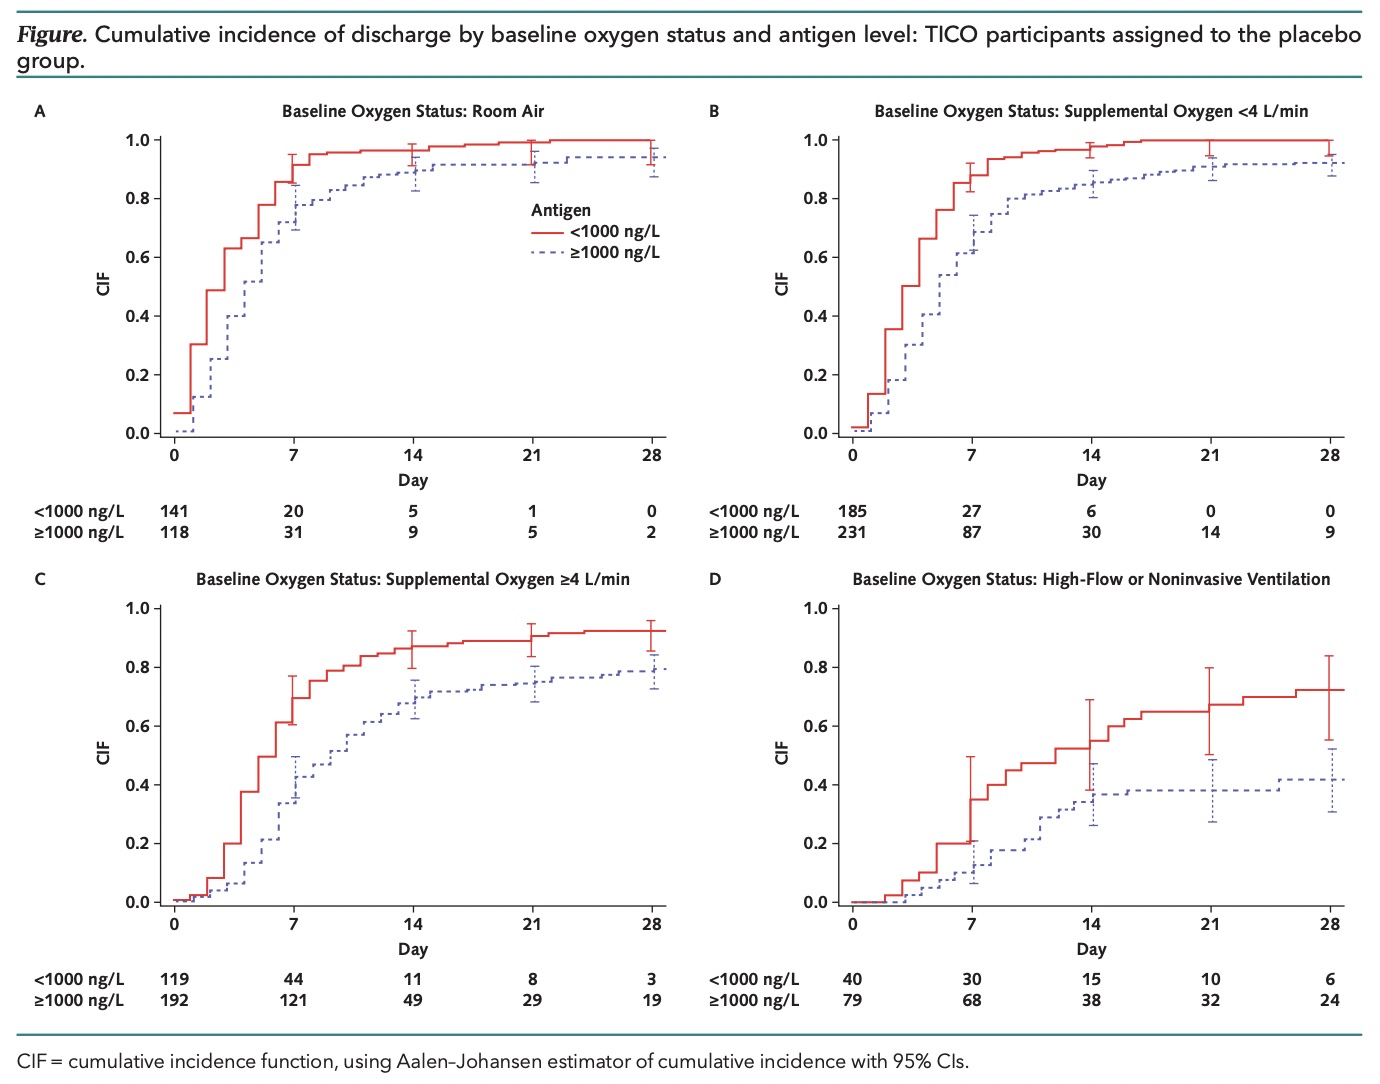 Figure. Cumulative incidence of discharge by baseline oxygen status and antigen level: TICO participants assigned to the placebo
group.
A
Baseline Oxygen Status: Room Air
CIF
1.0
0.8
0.6
0.4
0.2
0.0
Antigen
<1000 ng/L
≥1000 ng/L
0 7 14 21 28
Day
<1000 ng/L 141 20 5 1 0
≥1000 ng/L 118 31 9 5 2
B
Baseline Oxygen Status: Supplemental Oxygen <4 L/min
CIF
1.0
0.8
0.6
0.4
0.2
0.0
0 7 14 21 28
Day
<1000 ng/L 185 27 6 0 0
≥1000 ng/L 231 87 30 14 9
C
Baseline Oxygen Status: Supplemental Oxygen ≥4 L/min
CIF
1.0
0.8
0.6
0.4
0.2
0.0
0 7 14 21 28
Day
<1000 ng/L 119 44 11 8 3
≥1000 ng/L 192 121 49 29 19
D
Baseline Oxygen Status: High-Flow or Noninvasive Ventilation
CIF
1.0
0.8
0.6
0.4
0.2
0.0
0 7 14 21 28
Day
<1000 ng/L 40 30 15 10 6
≥1000 ng/L 79 68 38 32 24
CIF = cumulative incidence function, using Aalen–Johansen estimator of cumulative incidence with 95% CIs.